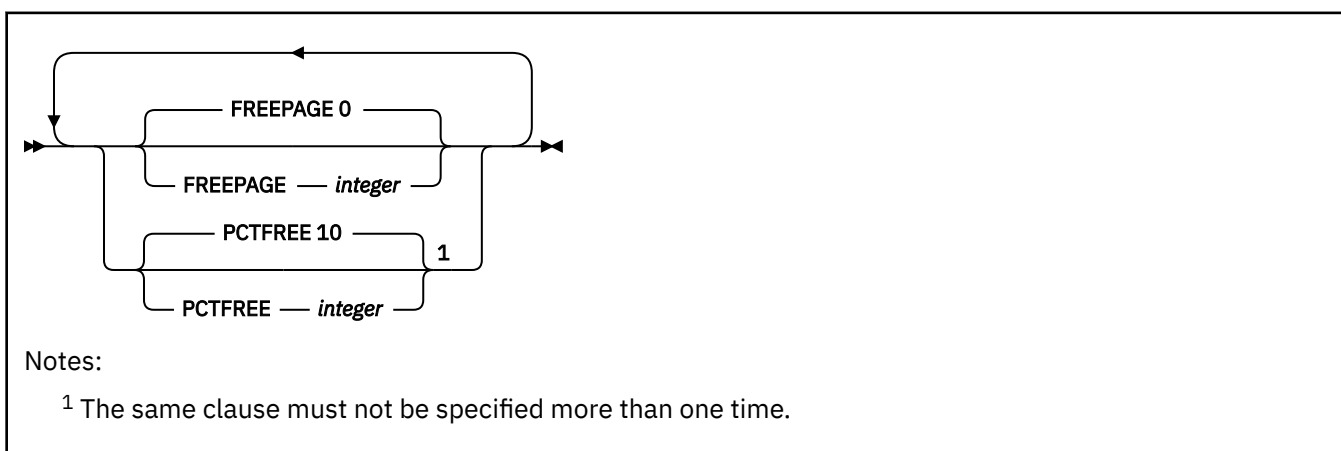 FREEPAGE 0
FREEPAGE integer
PCTFREE 10
1
PCTFREE integer
Notes:
1 The same clause must not be specified more than one time.